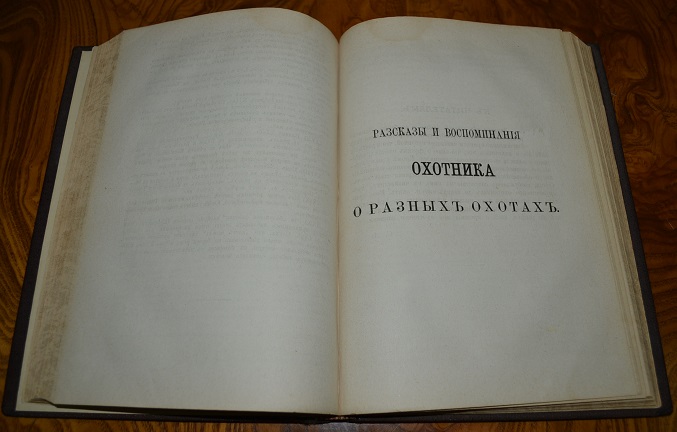 РАЗСКАЗЫ И ВОСПОМИНАНІЯ
ОХОТНИКА
О РАЗНЫХЪ ОХОТАХЪ.